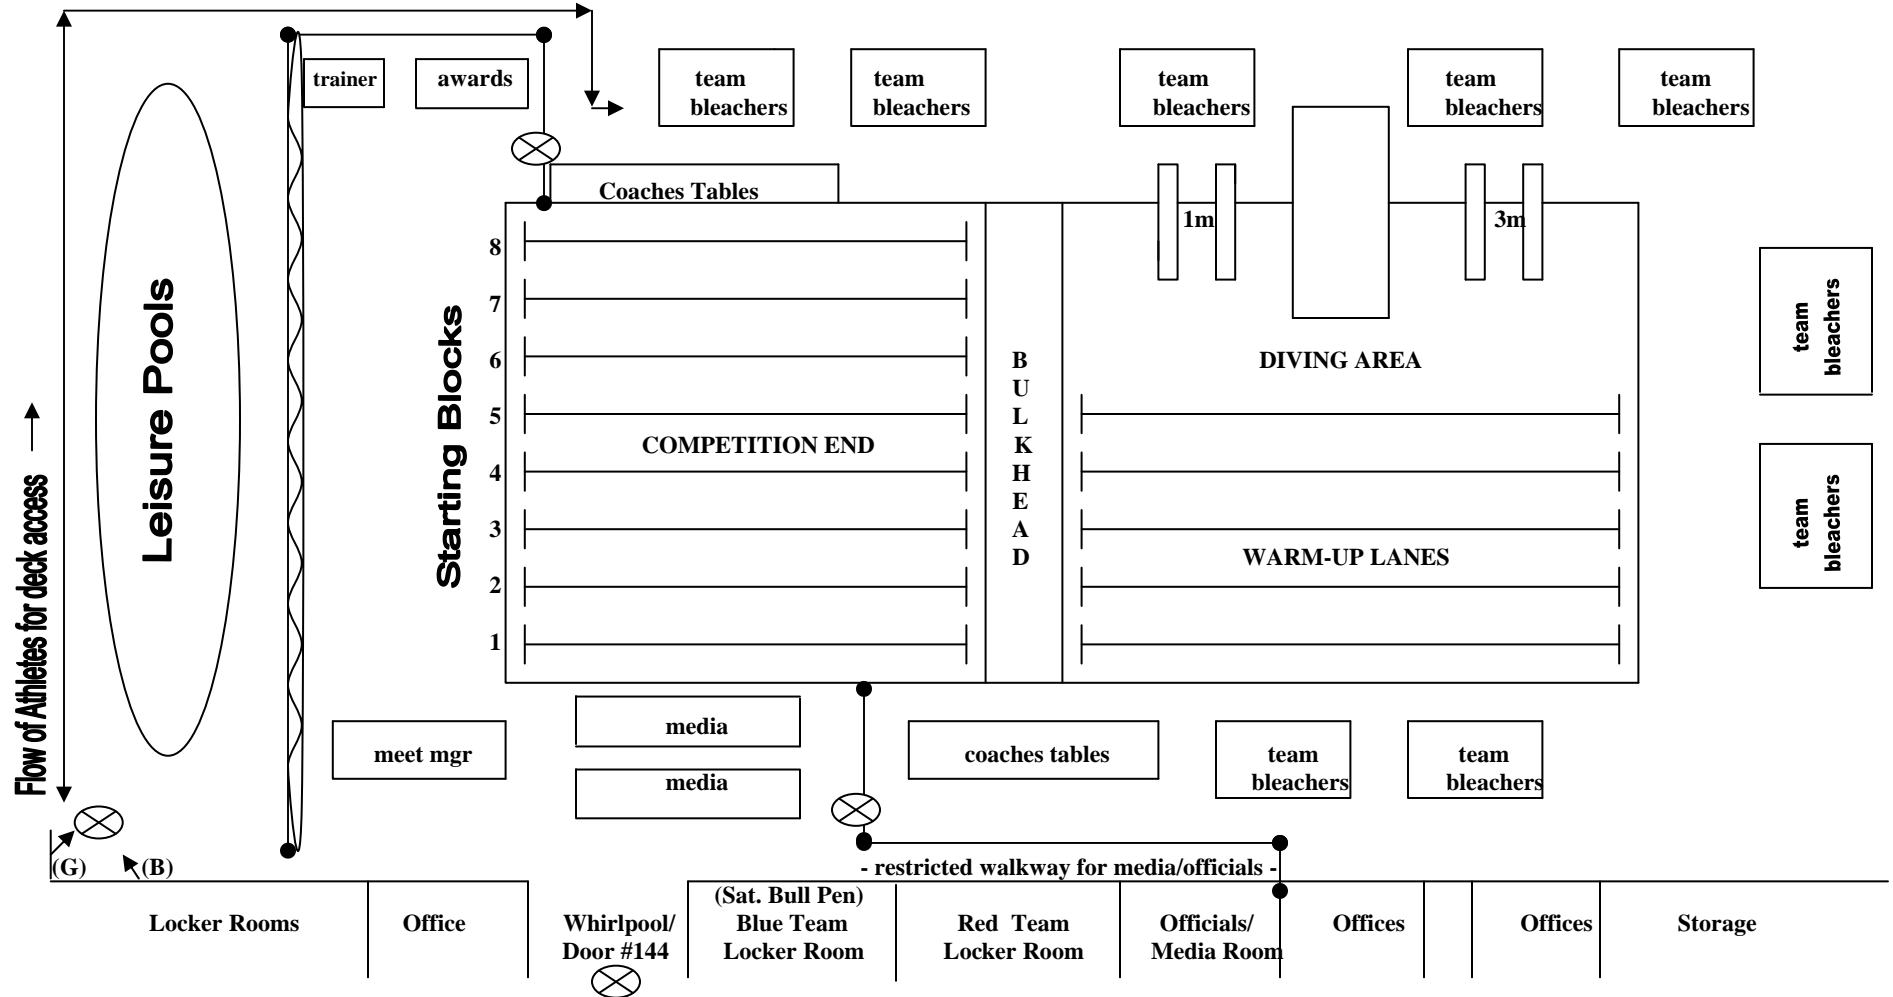 trainer
awards
team
bleachers
team
bleachers
team
bleachers
team
bleachers
team
bleachers
Coaches Tables
1m
3m
8
7
6
5
4
3
2
1
Flow of Athletes for deck access
Leisure Pools
Starting Blocks
COMPETITION END
B
U
L
K
H
E
A
D
DIVING AREA
WARM-UP LANES
team
bleachers
team
bleachers
meet mgr
media
media
coaches tables
team
bleachers
team
bleachers
(G)
(B)
- restricted walkway for media/officials -
Locker Rooms
Office
Whirlpool/
Door #144
(Sat. Bull Pen)
Blue Team
Locker Room
Red Team
Locker Room
Officials/
Media Room
Offices
Offices
Storage